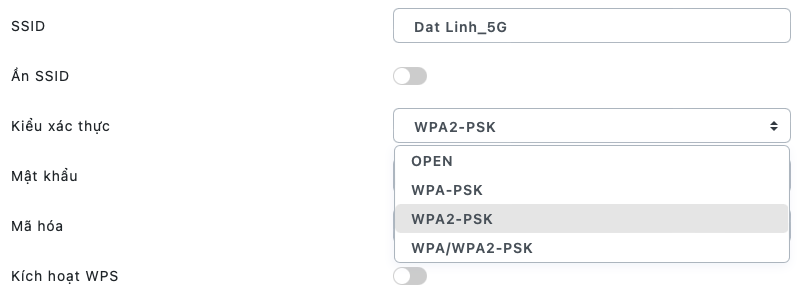 SSID
Dat Linh_5G
Ẩn SSID
Kiểu xác thực
WPA2-PSK
OPEN
Mật khẩu
WPA-PSK
WPA2-PSK
Mã hóa
WPA/WPA2-PSK
Kích hoạt WPS